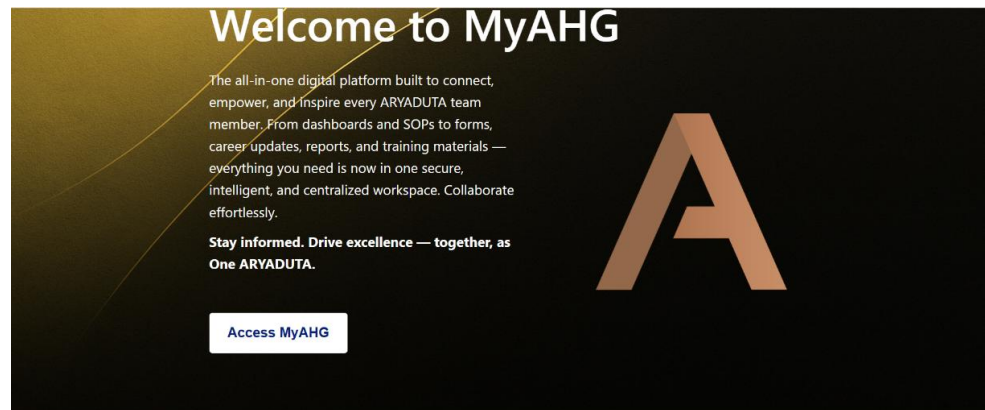 Welcome to MyAHG
The all-in-one digital platform built to connect,
empower, and inspire every ARYADUTA team
member. From dashboards and SOPs to forms,
career updates, reports, and training materials —
everything you need is now in one secure,
intelligent, and centralized workspace. Collaborate
effortlessly.
Stay informed. Drive excellence — together, as
One ARYADUTA.
Access MyAHG